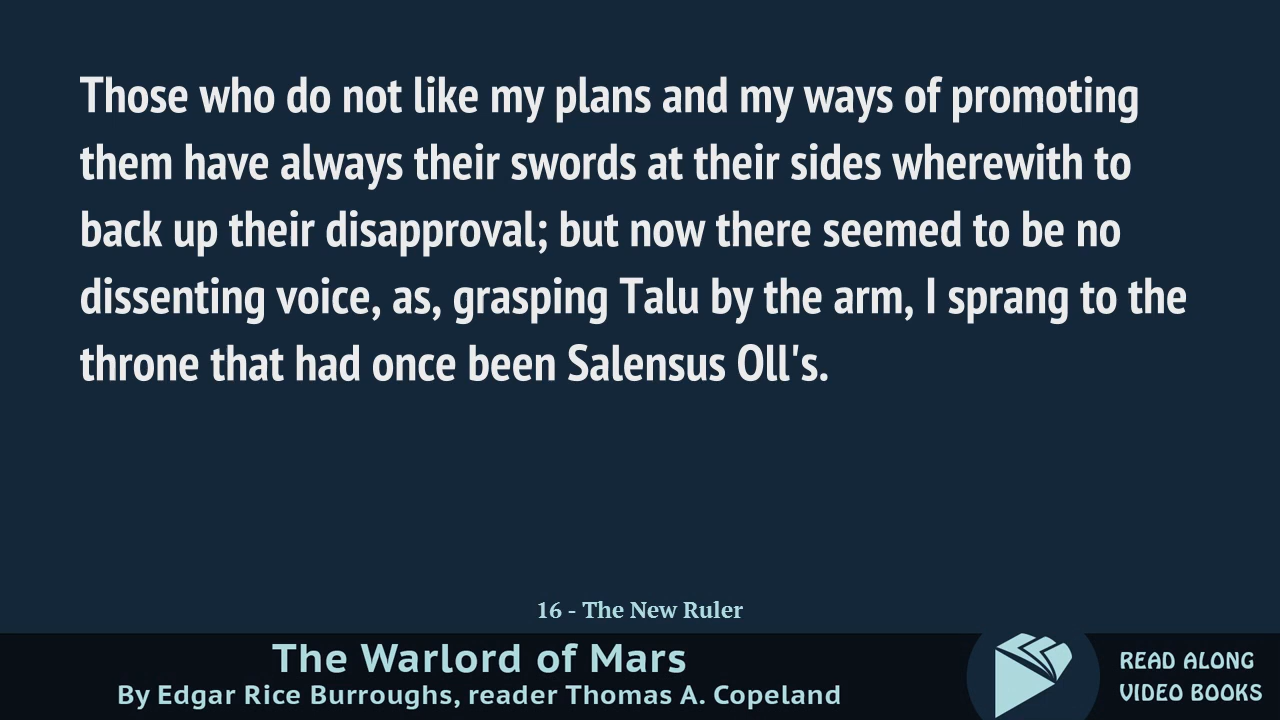 Those who do not like my plans and my ways of promoting
them have always their swords at their sides wherewith to
back up their disapproval; but now there seemed to be no
dissenting voice, as, grasping Talu by the arm, I sprang to the
throne that had once been Salensus Oll's.
16 - The New Ruler
The Warlord of Mars
By Edgar Rice Burroughs, reader Thomas A. Copeland
READ ALONG
VIDEO BOOKS